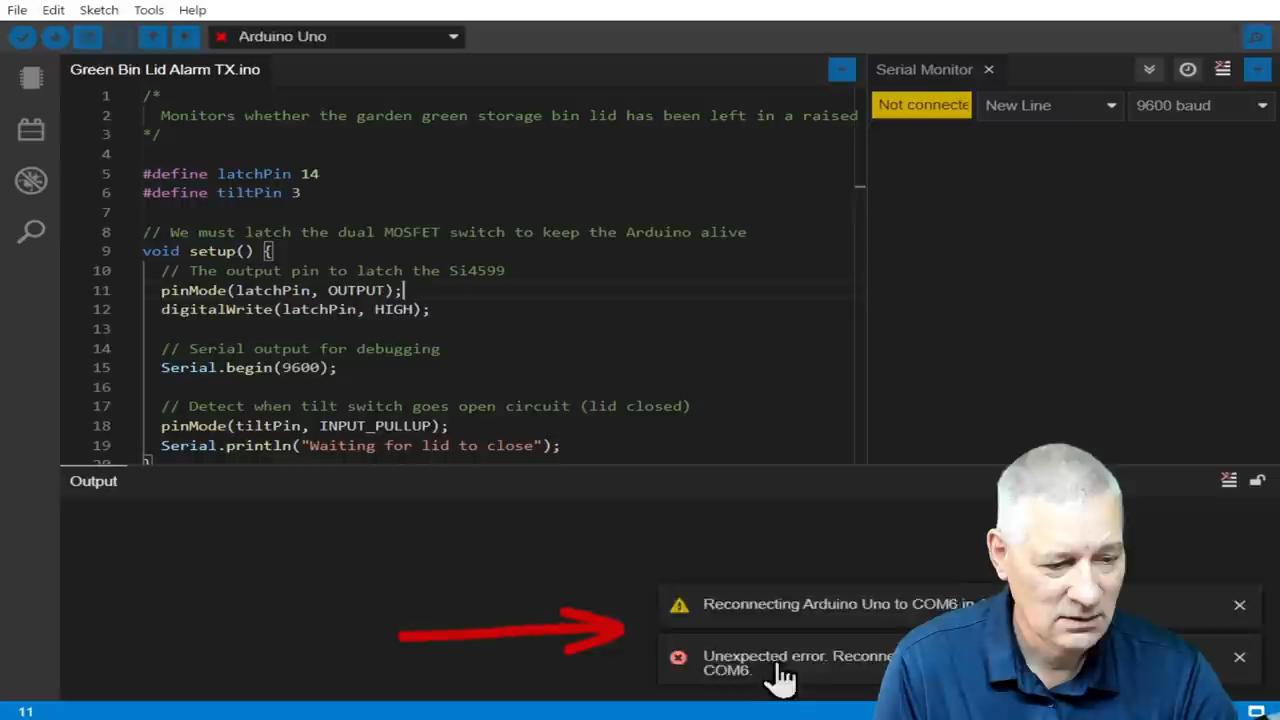 File Edit Sketch Tools Help
Arduino Uno
Green Bin Lid Alarm TX.ino
Serial Monitor
Not connecte
New Line
9600 baud
1 /*
2 Monitors whether the garden green storage bin lid has been left in a raised
3 */
4
5 #define latchPin 14
6 #define tiltPin 3
7
8 // We must latch the dual MOSFET switch to keep the Arduino alive
9 void setup() {
10 // The output pin to latch the Si4599
11 pinMode(latchPin, OUTPUT);
12 digitalWrite(latchPin, HIGH);
13
14 // Serial output for debugging
15 Serial.begin(9600);
16
17 // Detect when tilt switch goes open circuit (lid closed)
18 pinMode(tiltPin, INPUT_PULLUP);
19 Serial.println("Waiting for lid to close");
20 }
Output
Reconnecting Arduino Uno to COM6 in
Unexpected error. Reconne
COM6.
11